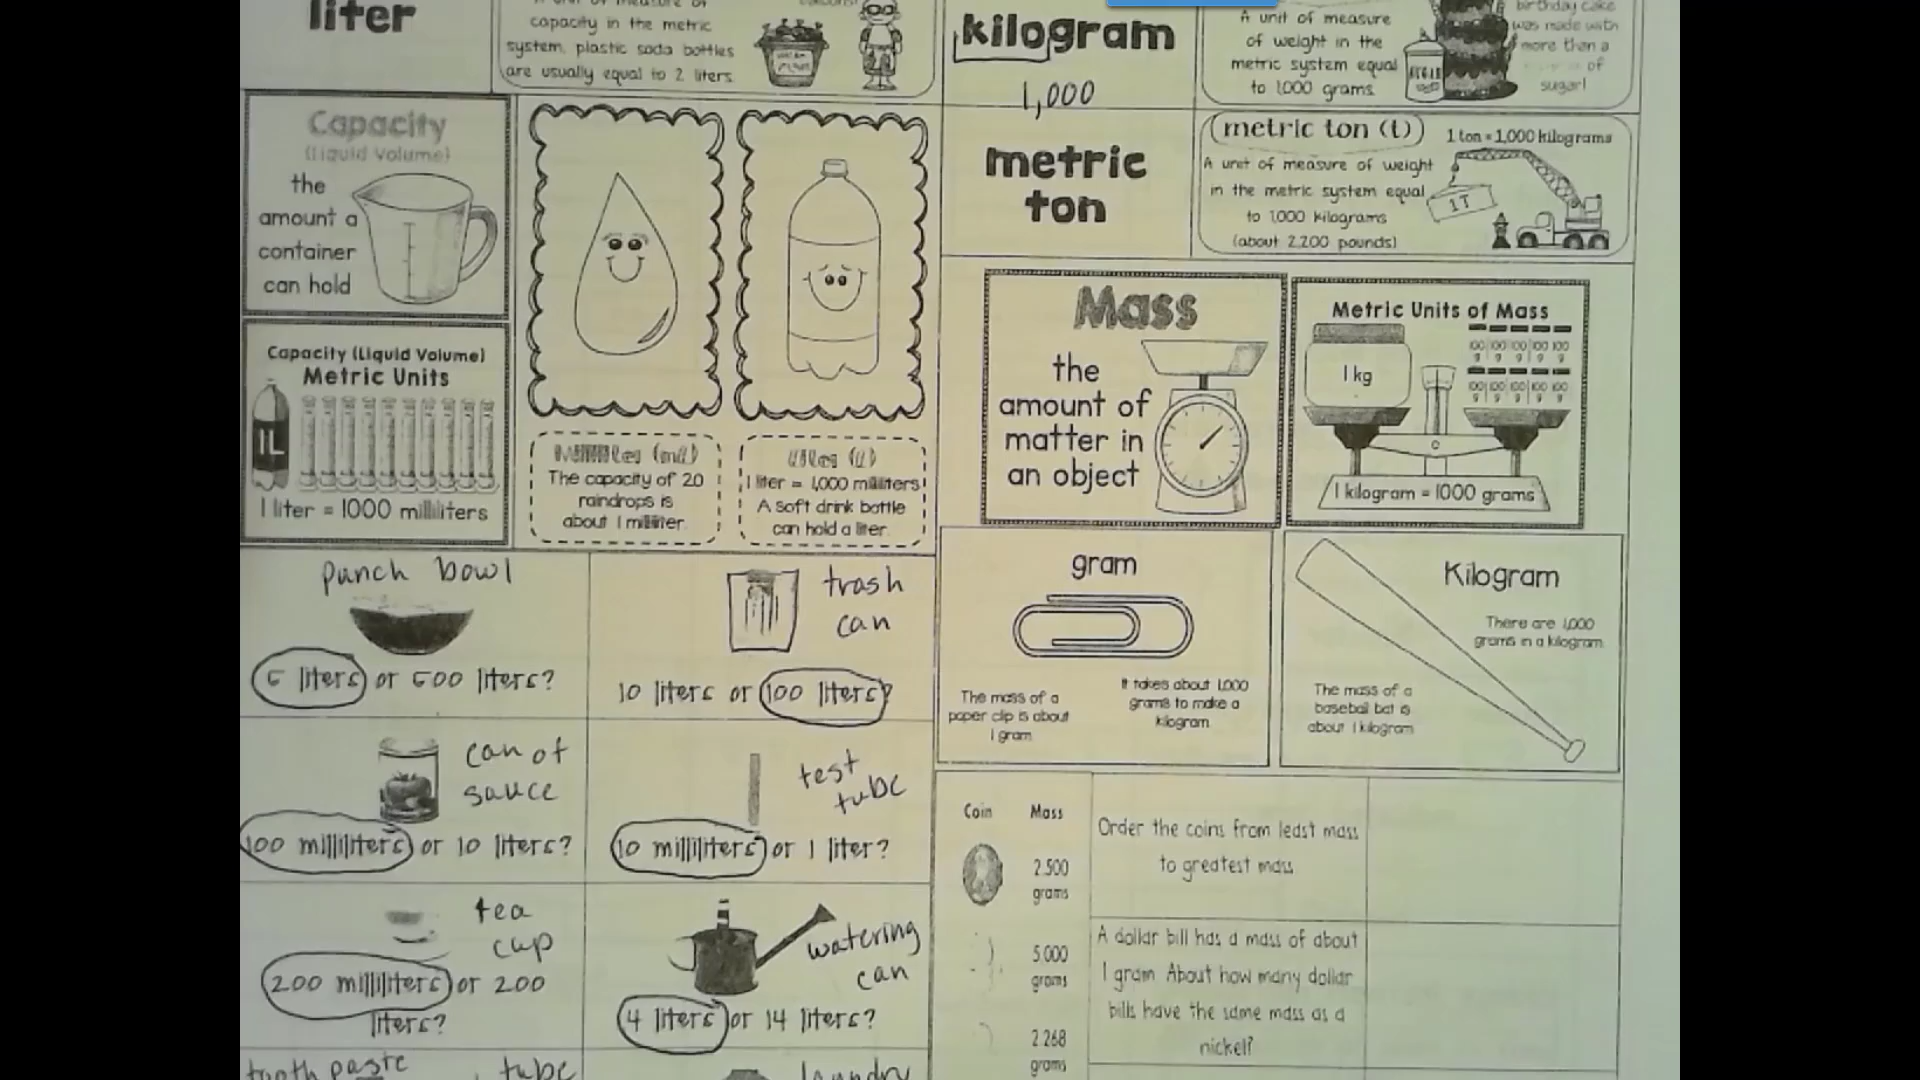 liter
capacity in the metric
system. plastic soda bottles
are usually equal to 2 liters.
Capacity
(Liquid Volume)
the
amount a
container
can hold
Capacity (Liquid Volume)
Metric Units
1L
1 liter = 1000 milliliters
The capacity of 20
raindrops is
about 1 milliliter.
1 liter = 1,000 milliliters
A soft drink bottle
can hold a liter.
punch bowl
5 liters or 500 liters?
trash
can
10 liters or 100 liters?
can of
sauce
100 milliliters or 10 liters?
test
tube
10 milliliters or 1 liter?
tea
cup
200 milliliters or 200
liters?
watering
can
4 liters or 14 liters?
tooth paste
tube
laundry
kilogram
1,000
A unit of measure
of weight in the
metric system equal
to 1,000 grams.
birthday cake
was made with
more than a
of
sugar!
metric
ton
metric ton (t)
1 ton = 1,000 kilograms
A unit of measure of weight
in the metric system equal
to 1,000 kilograms
(about 2,200 pounds)
1T
Mass
the
amount of
matter in
an object
Metric Units of Mass
1 kg
100 100 100 100 100
g g g g g
100 100 100 100 100
g g g g g
1 kilogram = 1000 grams
gram
The mass of a
paper clip is about
1 gram.
It takes about 1,000
grams to make a
kilogram.
Kilogram
There are 1,000
grams in a kilogram.
The mass of a
baseball bat is
about 1 kilogram.
Coin Mass
2.500
grams
5.000
grams
2.268
grams
Order the coins from least mass
to greatest mass
A dollar bill has a mass of about
1 gram. About how many dollar
bills have the same mass as a
nickel?